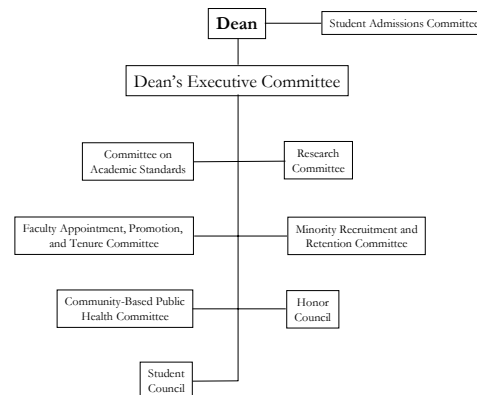 Dean
Student Admissions Committee
Dean's Executive Committee
Committee on
Academic Standards
Research
Committee
Faculty Appointment, Promotion,
and Tenure Committee
Minority Recruitment and
Retention Committee
Community-Based Public
Health Committee
Honor
Council
Student
Council